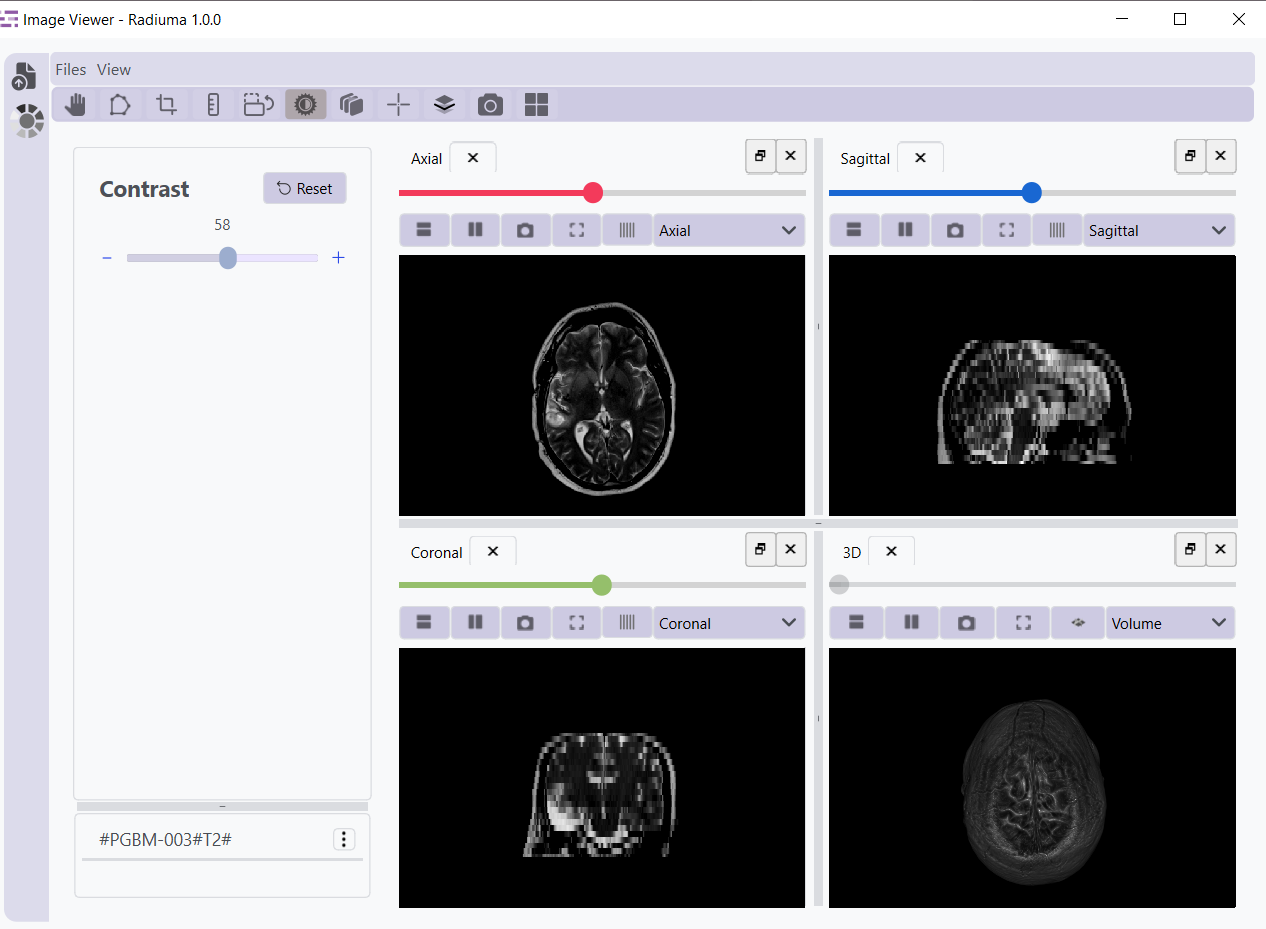 Image Viewer - Radiuma 1.0.0
Files View
Contrast
Reset
58
#PGBM-003#T2#
Axial
Axial
Sagittal
Sagittal
Coronal
Coronal
3D
Volume